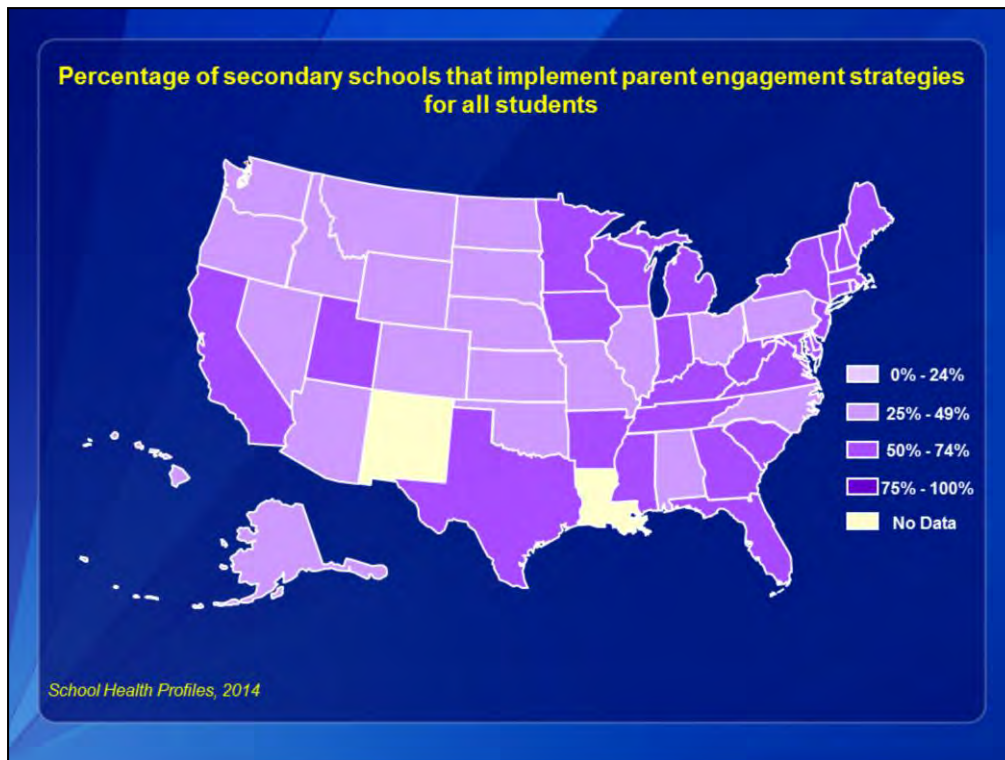 Percentage of secondary schools that implement parent engagement strategies
for all students
0% - 24%
25% - 49%
50% - 74%
75% - 100%
No Data
School Health Profiles, 2014